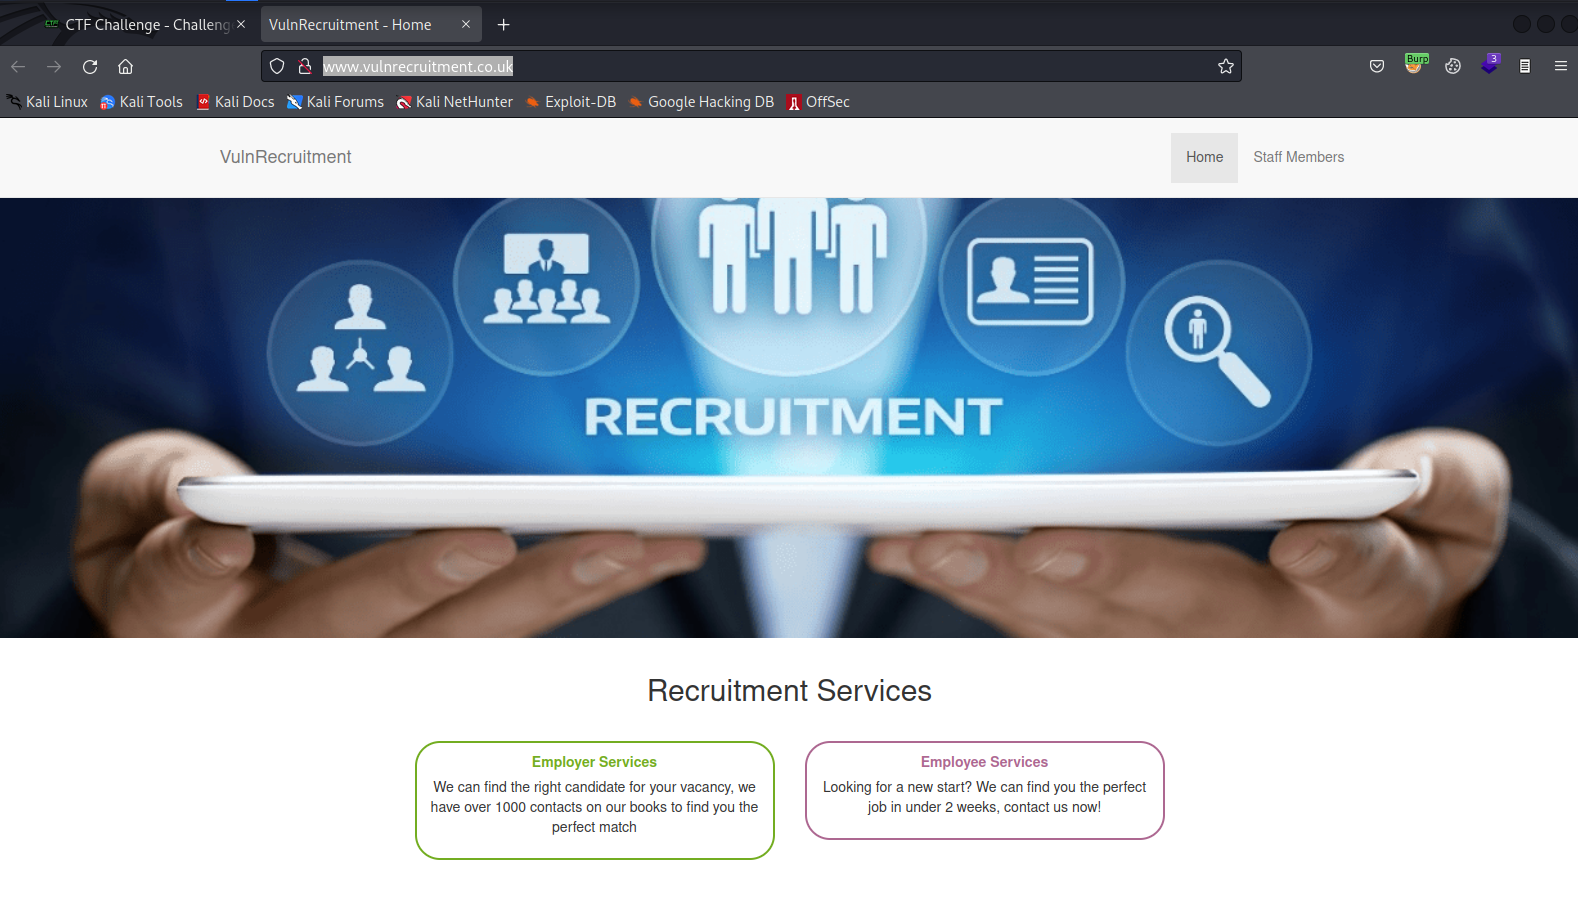 CTF Challenge - Challeng
VulnRecruitment - Home
www.vulnrecruitment.co.uk
Burp
3
Kali Linux
Kali Tools
Kali Docs
Kali Forums
Kali NetHunter
Exploit-DB
Google Hacking DB
OffSec
VulnRecruitment
Home
Staff Members
RECRUITMENT
Recruitment Services
Employer Services
We can find the right candidate for your vacancy, we
have over 1000 contacts on our books to find you the
perfect match
Employee Services
Looking for a new start? We can find you the perfect
job in under 2 weeks, contact us now!